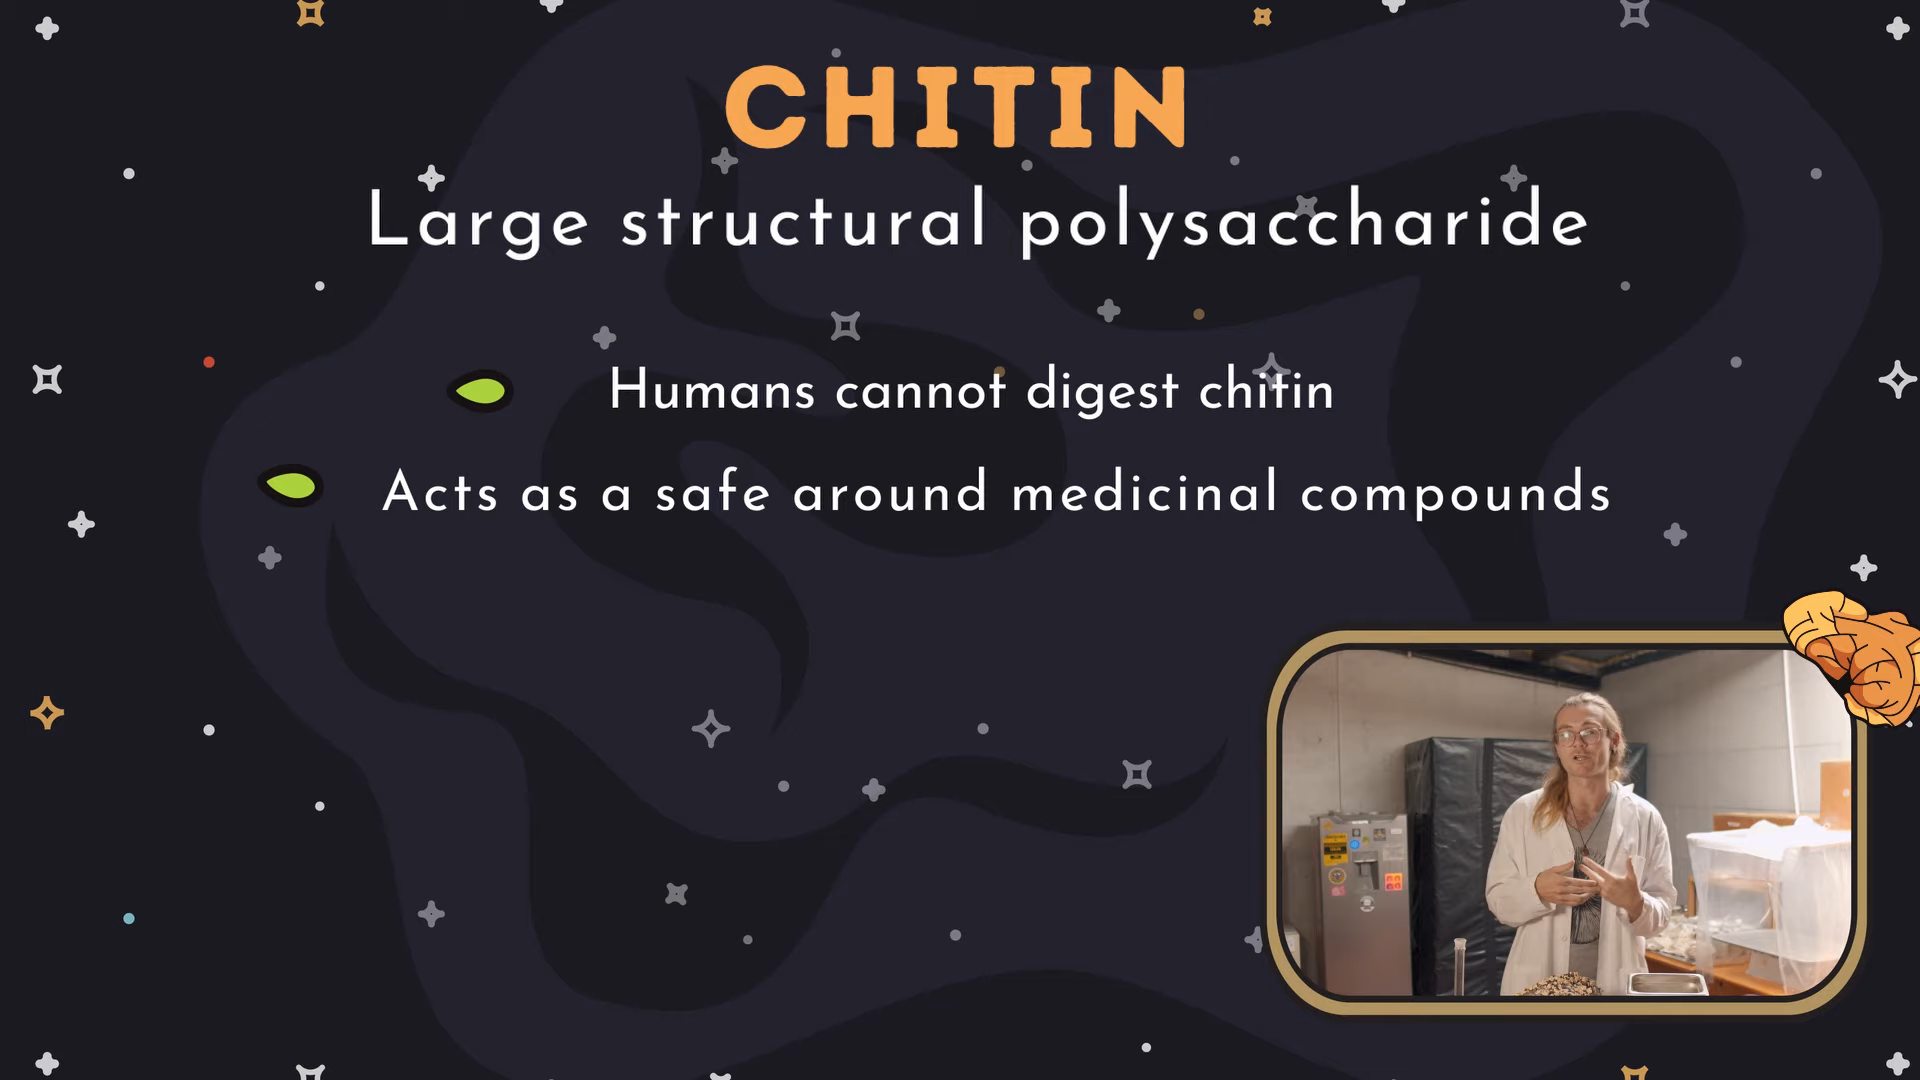 CHITIN
Large structural polysaccharide
Humans cannot digest chitin
Acts as a safe around medicinal compounds